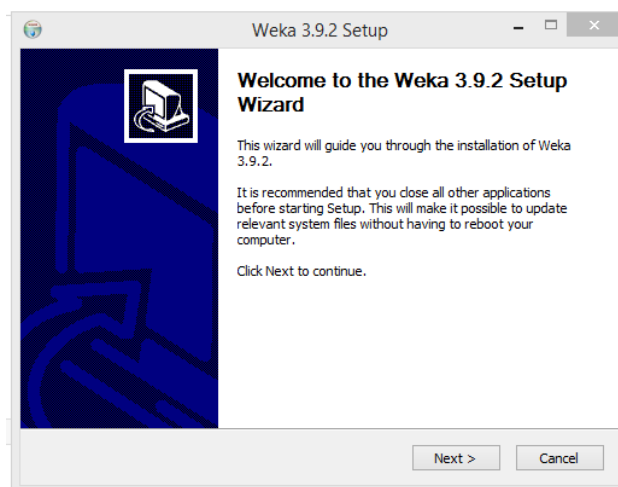 Weka 3.9.2 Setup
Welcome to the Weka 3.9.2 Setup
Wizard
This wizard will guide you through the installation of Weka
3.9.2.
It is recommended that you close all other applications
before starting Setup. This will make it possible to update
relevant system files without having to reboot your
computer.
Click Next to continue.
Next >
Cancel